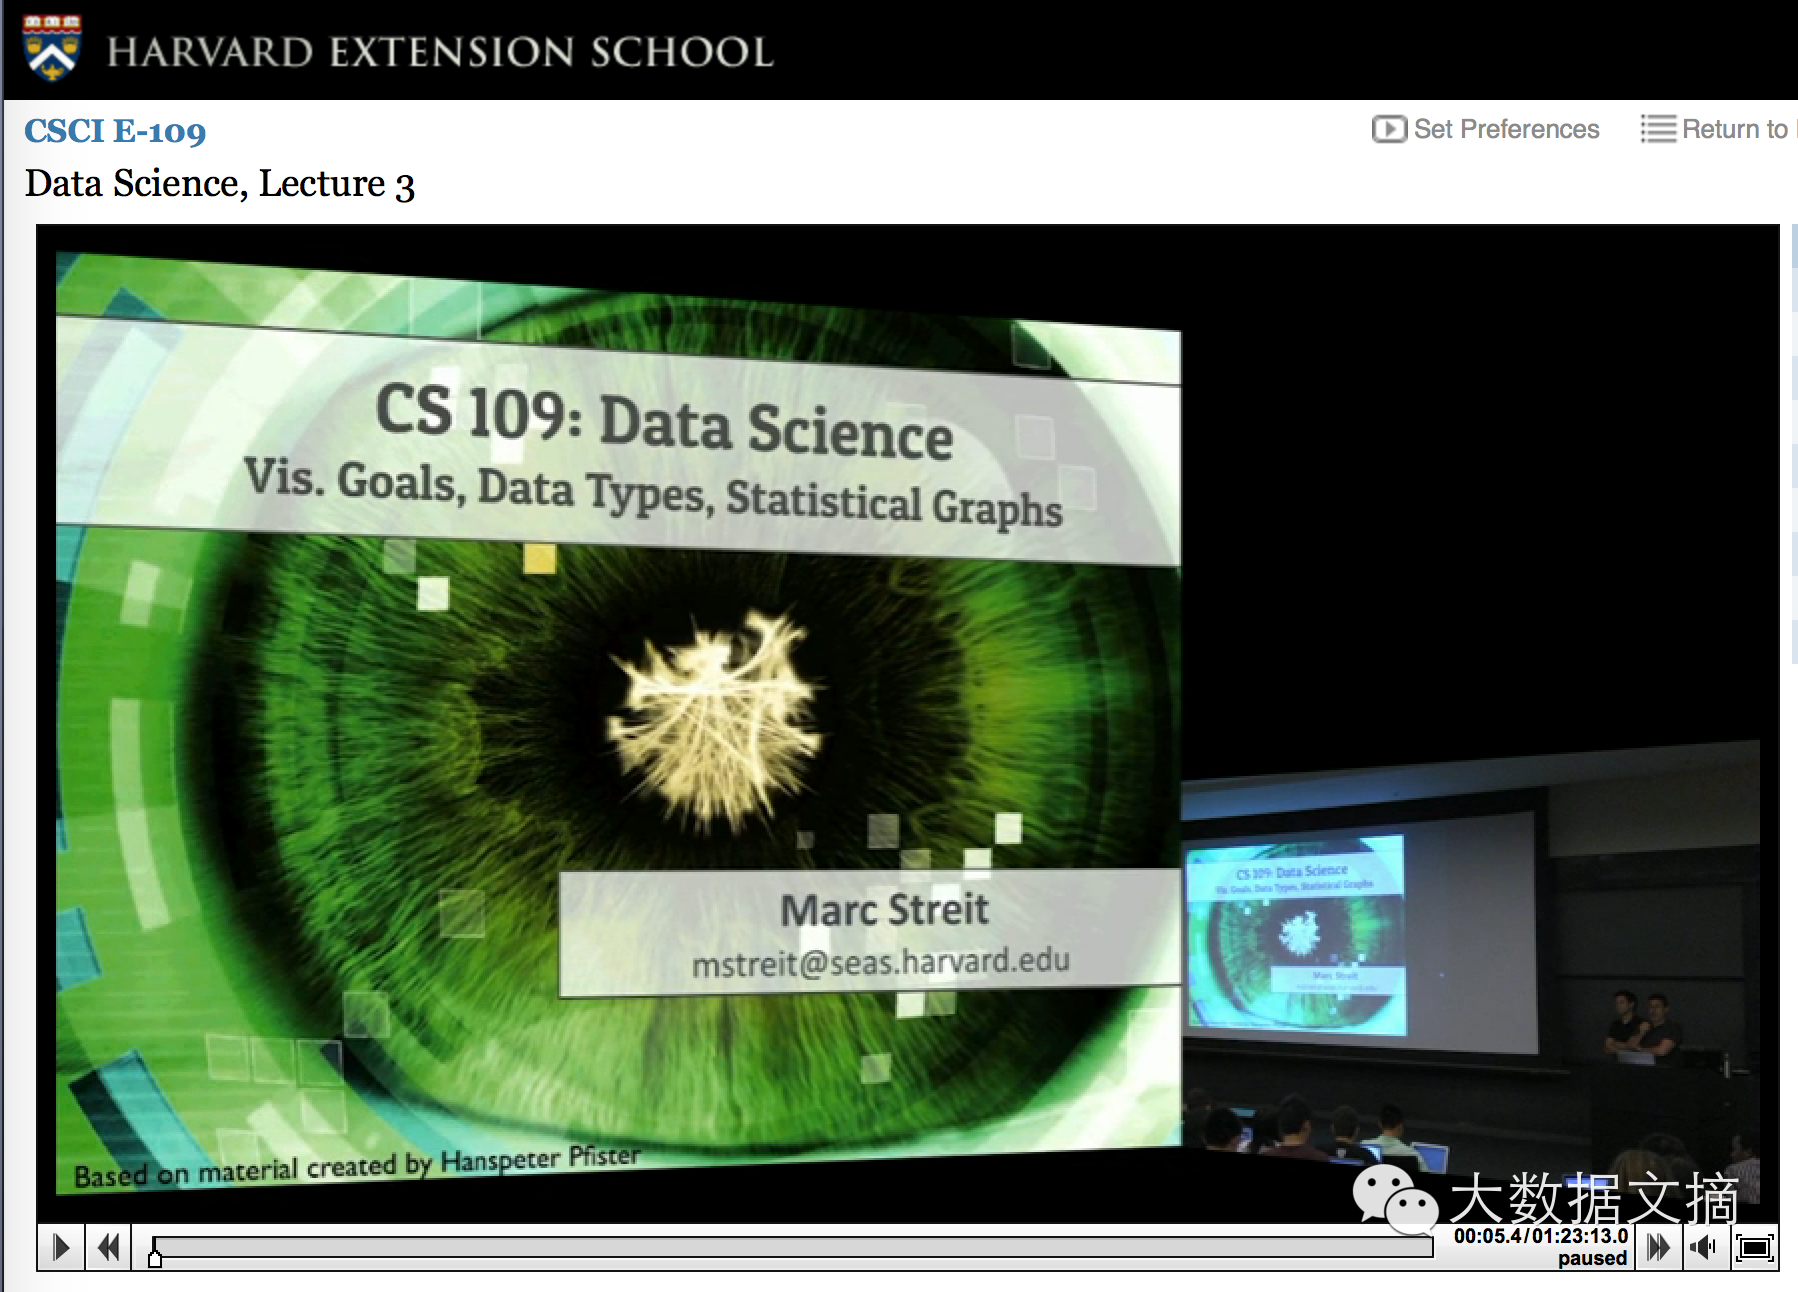 HARVARD EXTENSION SCHOOL
CSCI E-109
Set Preferences
Return to
Data Science, Lecture 3
CS 109: Data Science
Vis. Goals, Data Types, Statistical Graphs
Marc Streit
mstreit@seas.harvard.edu
Based on material created by Hanspeter Pfister
CS 109: Data Science
Vis. Goals, Data Types, Statistical Graphs
Marc Streit
大数据文摘
00:05.4/01:23:13.0
paused